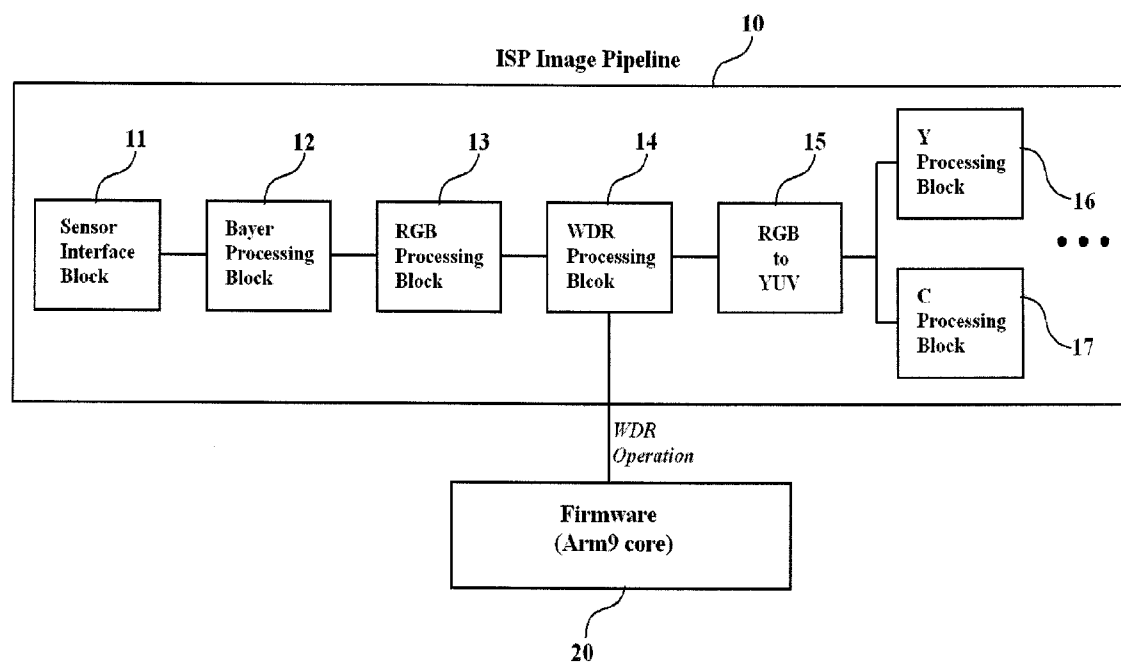 10
ISP Image Pipeline
11
12
13
14
15
Sensor
Interface
Block
Bayer
Processing
Block
RGB
Processing
Block
WDR
Processing
Blcok
RGB
to
YUV
Y
Processing
Block
16
C
Processing
Block
17
WDR
Operation
Firmware
(Arm9 core)
20